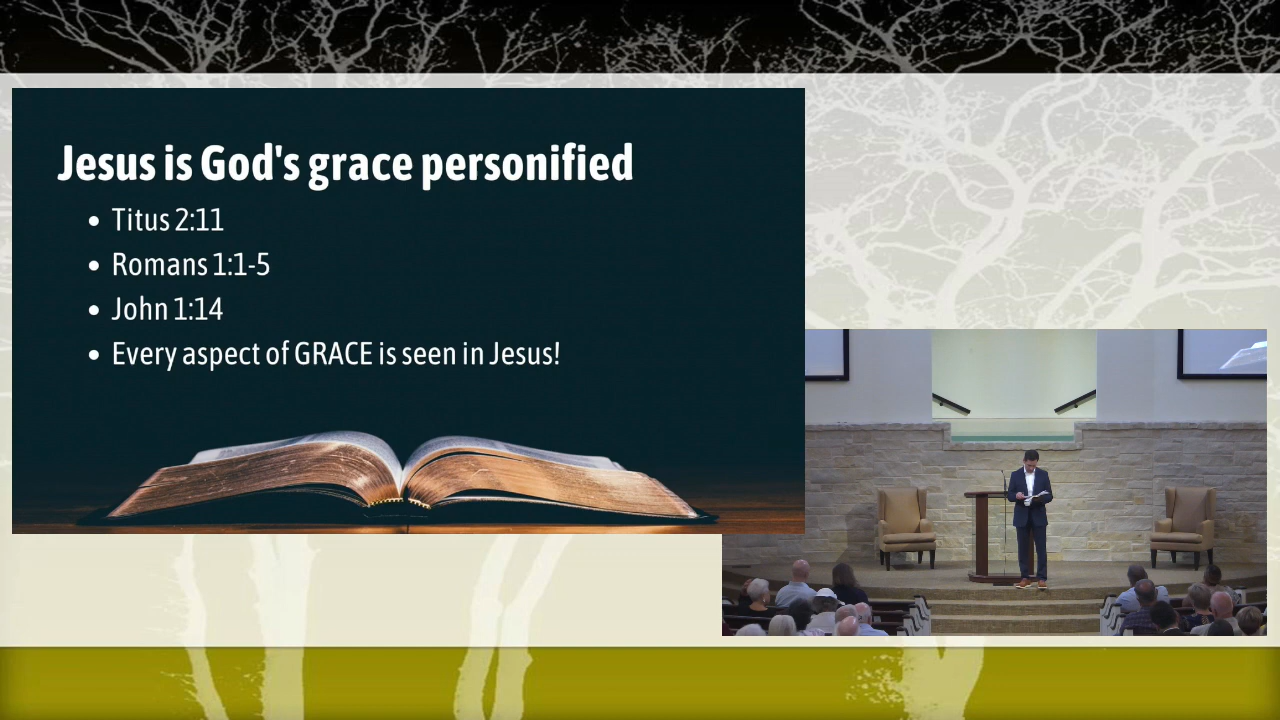 Jesus is God's grace personified
• Titus 2:11
• Romans 1:1-5
• John 1:14
• Every aspect of GRACE is seen in Jesus!